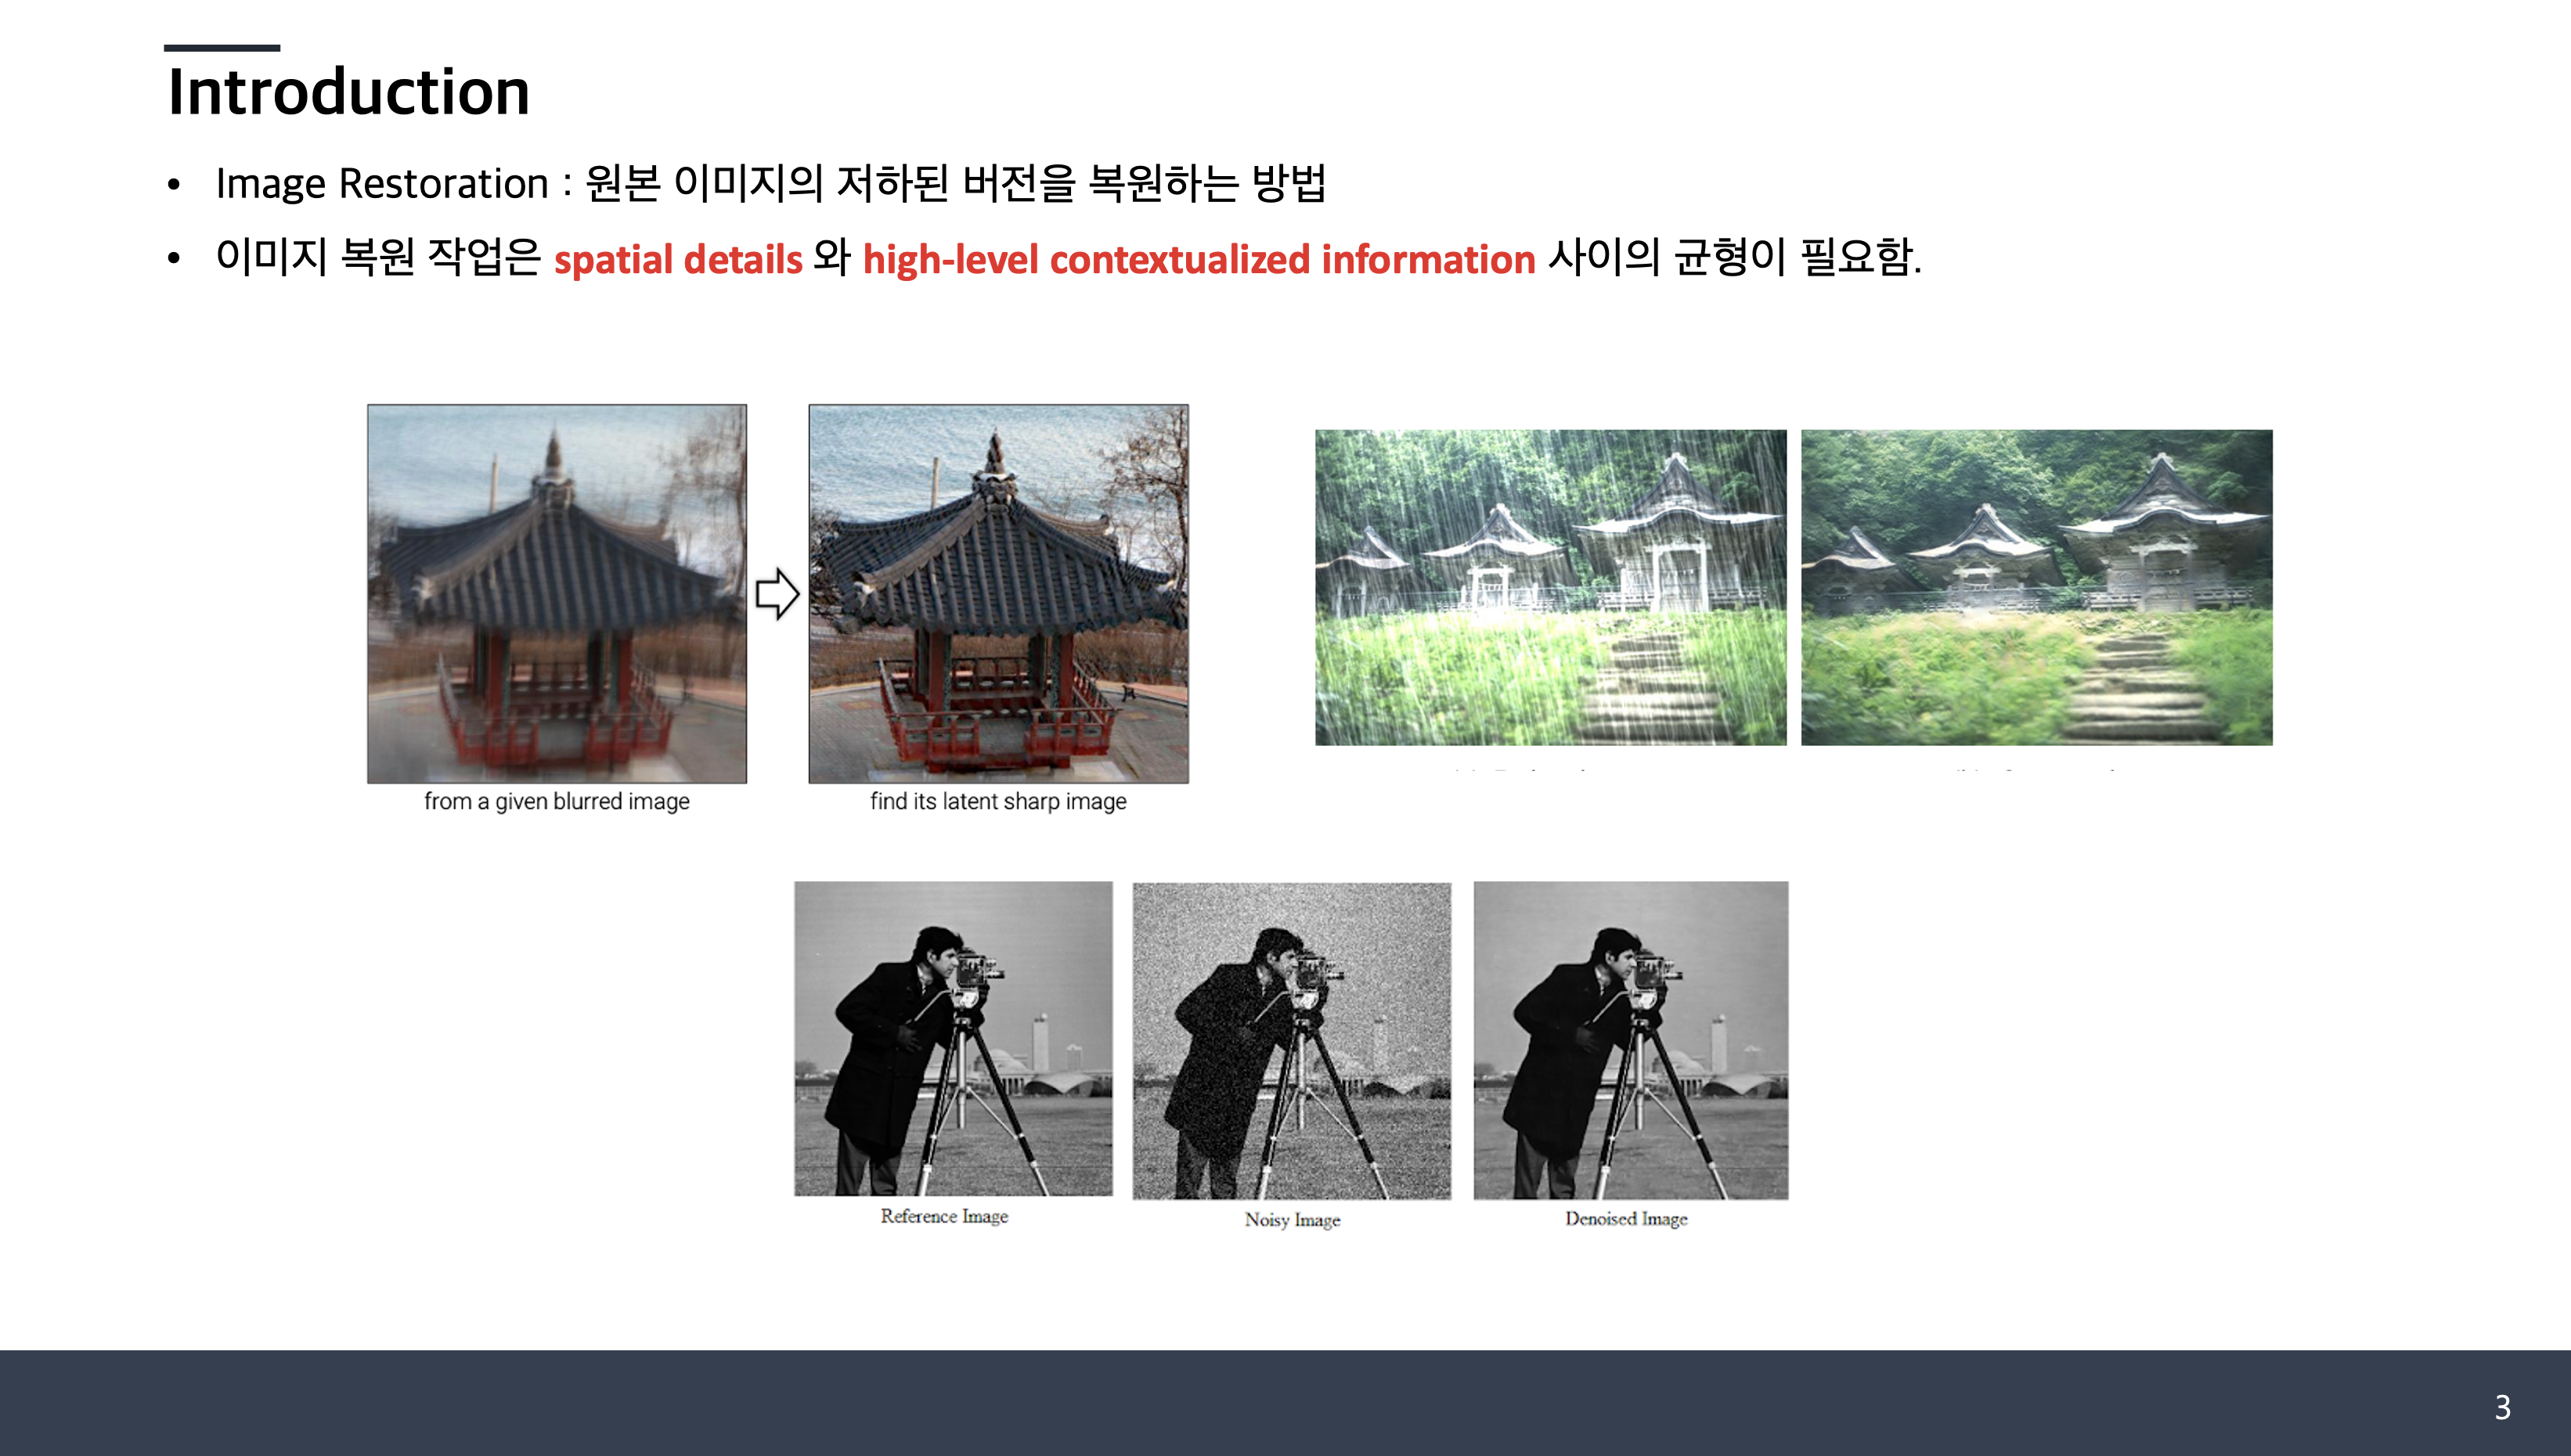 Introduction
• Image Restoration : 원본 이미지의 저하된 버전을 복원하는 방법
• 이미지 복원 작업은 spatial details 와 high-level contextualized information 사이의 균형이 필요함.
from a given blurred image
find its latent sharp image
Reference Image
Noisy Image
Denoised Image
3